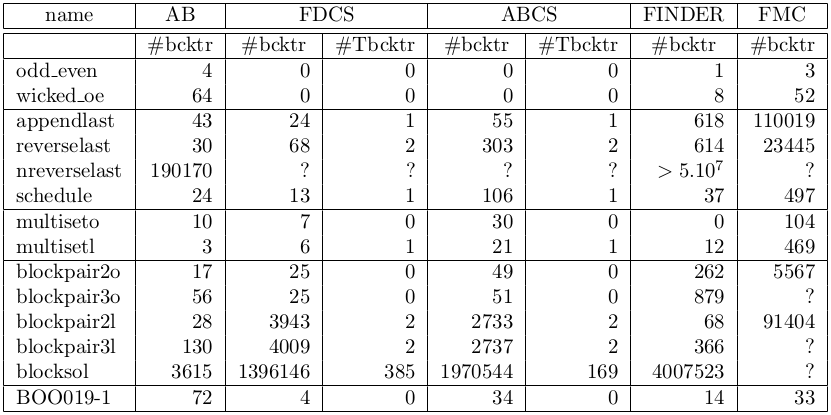 name AB FDCS ABCS FINDER FMC
#bcktr #bcktr #Tbcktr #bcktr #Tbcktr #bcktr #bcktr
odd_even 4 0 0 0 0 1 3
wicked_oe 64 0 0 0 0 8 52
appendlast 43 24 1 55 1 618 110019
reverselast 30 68 2 303 2 614 23445
nreverselast 190170 ? ? ? ? > 5.10⁷ ?
schedule 24 13 1 106 1 37 497
multiseto 10 7 0 30 0 0 104
multisetl 3 6 1 21 1 12 469
blockpair2o 17 25 0 49 0 262 5567
blockpair3o 56 25 0 51 0 879 ?
blockpair2l 28 3943 2 2733 2 68 91404
blockpair3l 130 4009 2 2737 2 366 ?
blocksol 3615 1396146 385 1970544 169 4007523 ?
BOO019-1 72 4 0 34 0 14 33